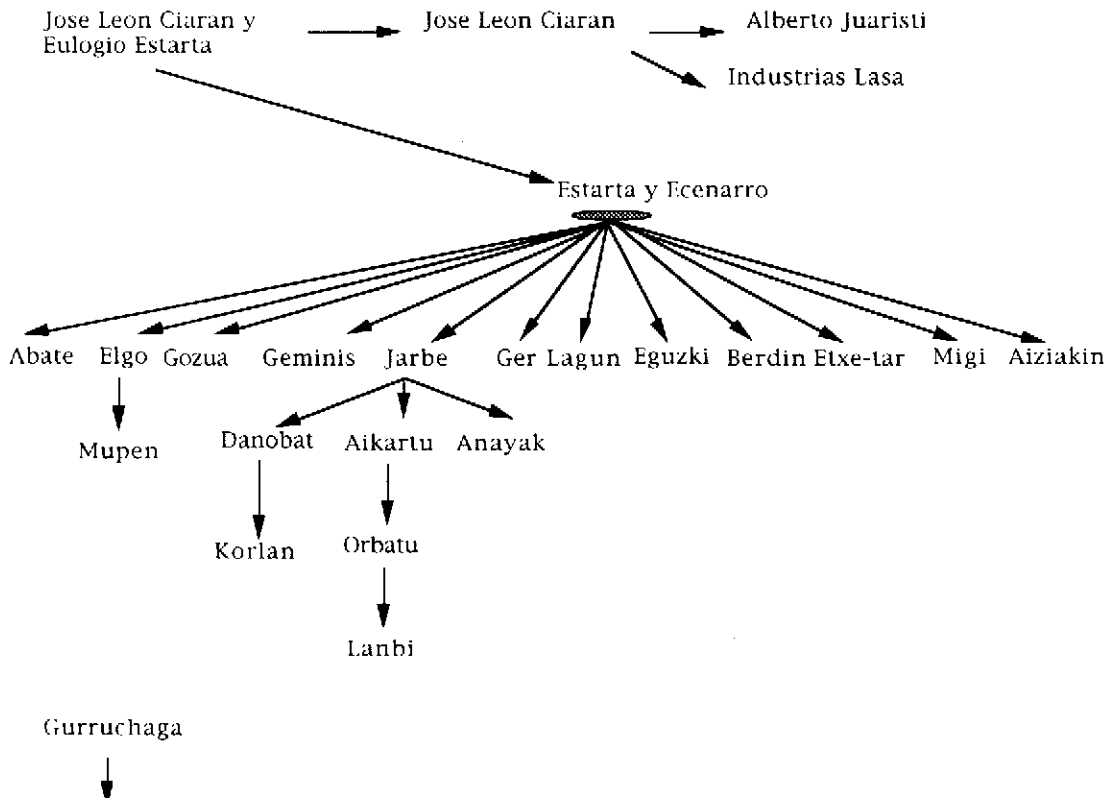 Jose Leon Ciaran y
Eulogio Estarta
Jose Leon Ciaran
Alberto Juaristi
Industrias Lasa
Estarta y Ecenarro
Abate Elgo Gozua Geminis Jarbe Ger Lagun Eguzki Berdin Etxe-tar Migi Aiziakin
Mupen Danobat Aikartu Anayak
Korlan Orbatu
Lanbi
Gurruchaga